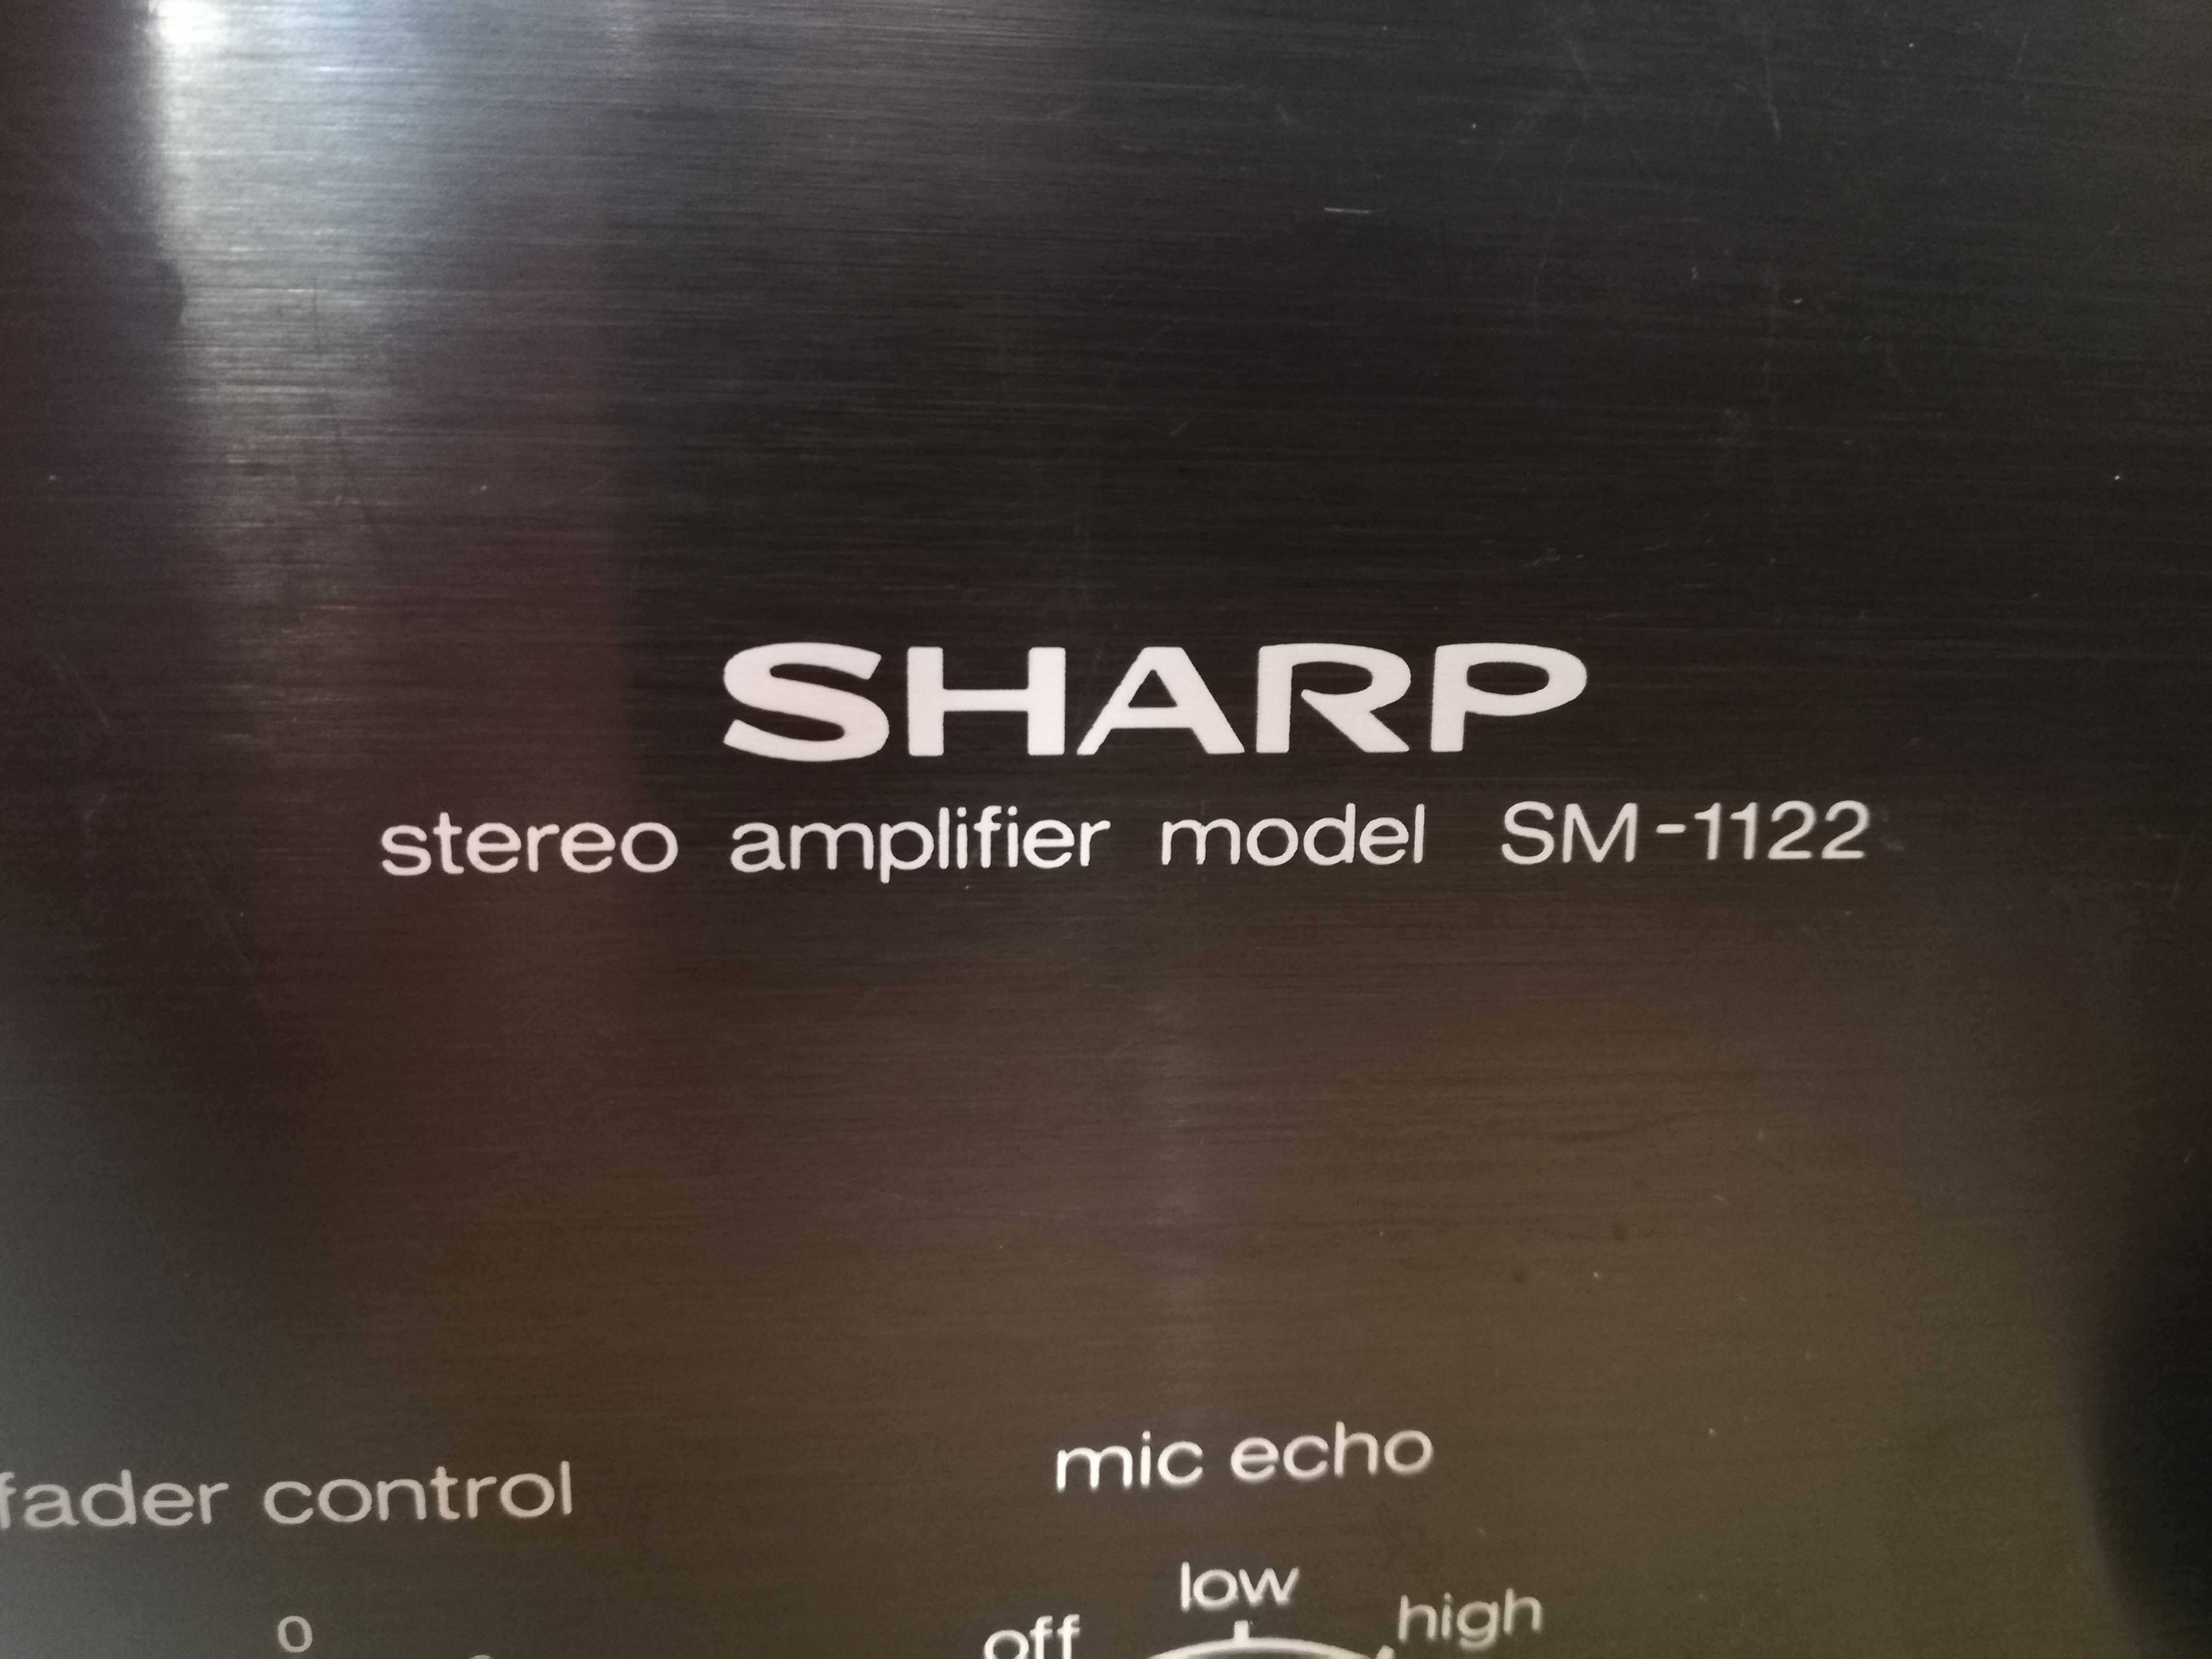 SHARP
stereo amplifier model SM-1122
mic echo
fader control
low
high
off
0